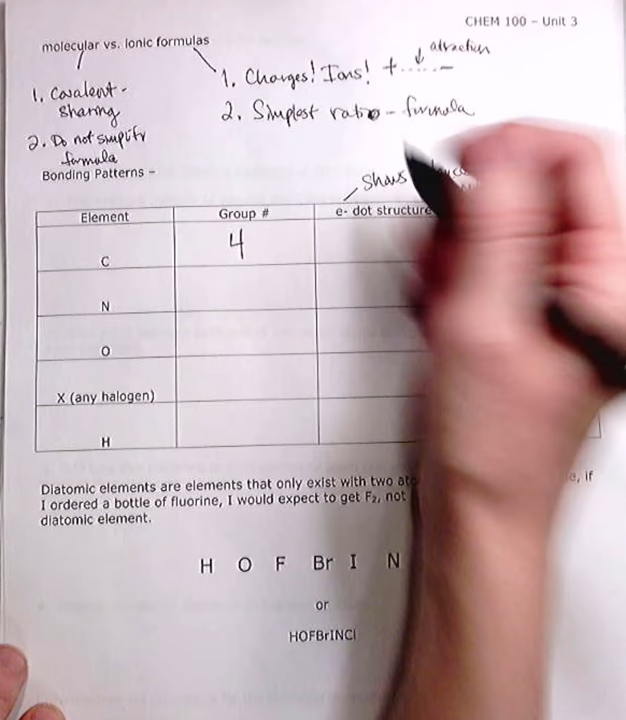 CHEM 100 – Unit 3
molecular vs. ionic formulas
attraction
1. Charges! Ions! + ..... –
1. Covalent -
sharing
2. Simplest ratio - formula
2. Do not simplify
formula
Bonding Patterns –
shows
Element Group # e- dot structure
C 4
N
O
X (any halogen)
H
Diatomic elements are elements that only exist with two e, if
I ordered a bottle of fluorine, I would expect to get F₂, not
diatomic element.
H O F Br I N
or
HOFBrINCl